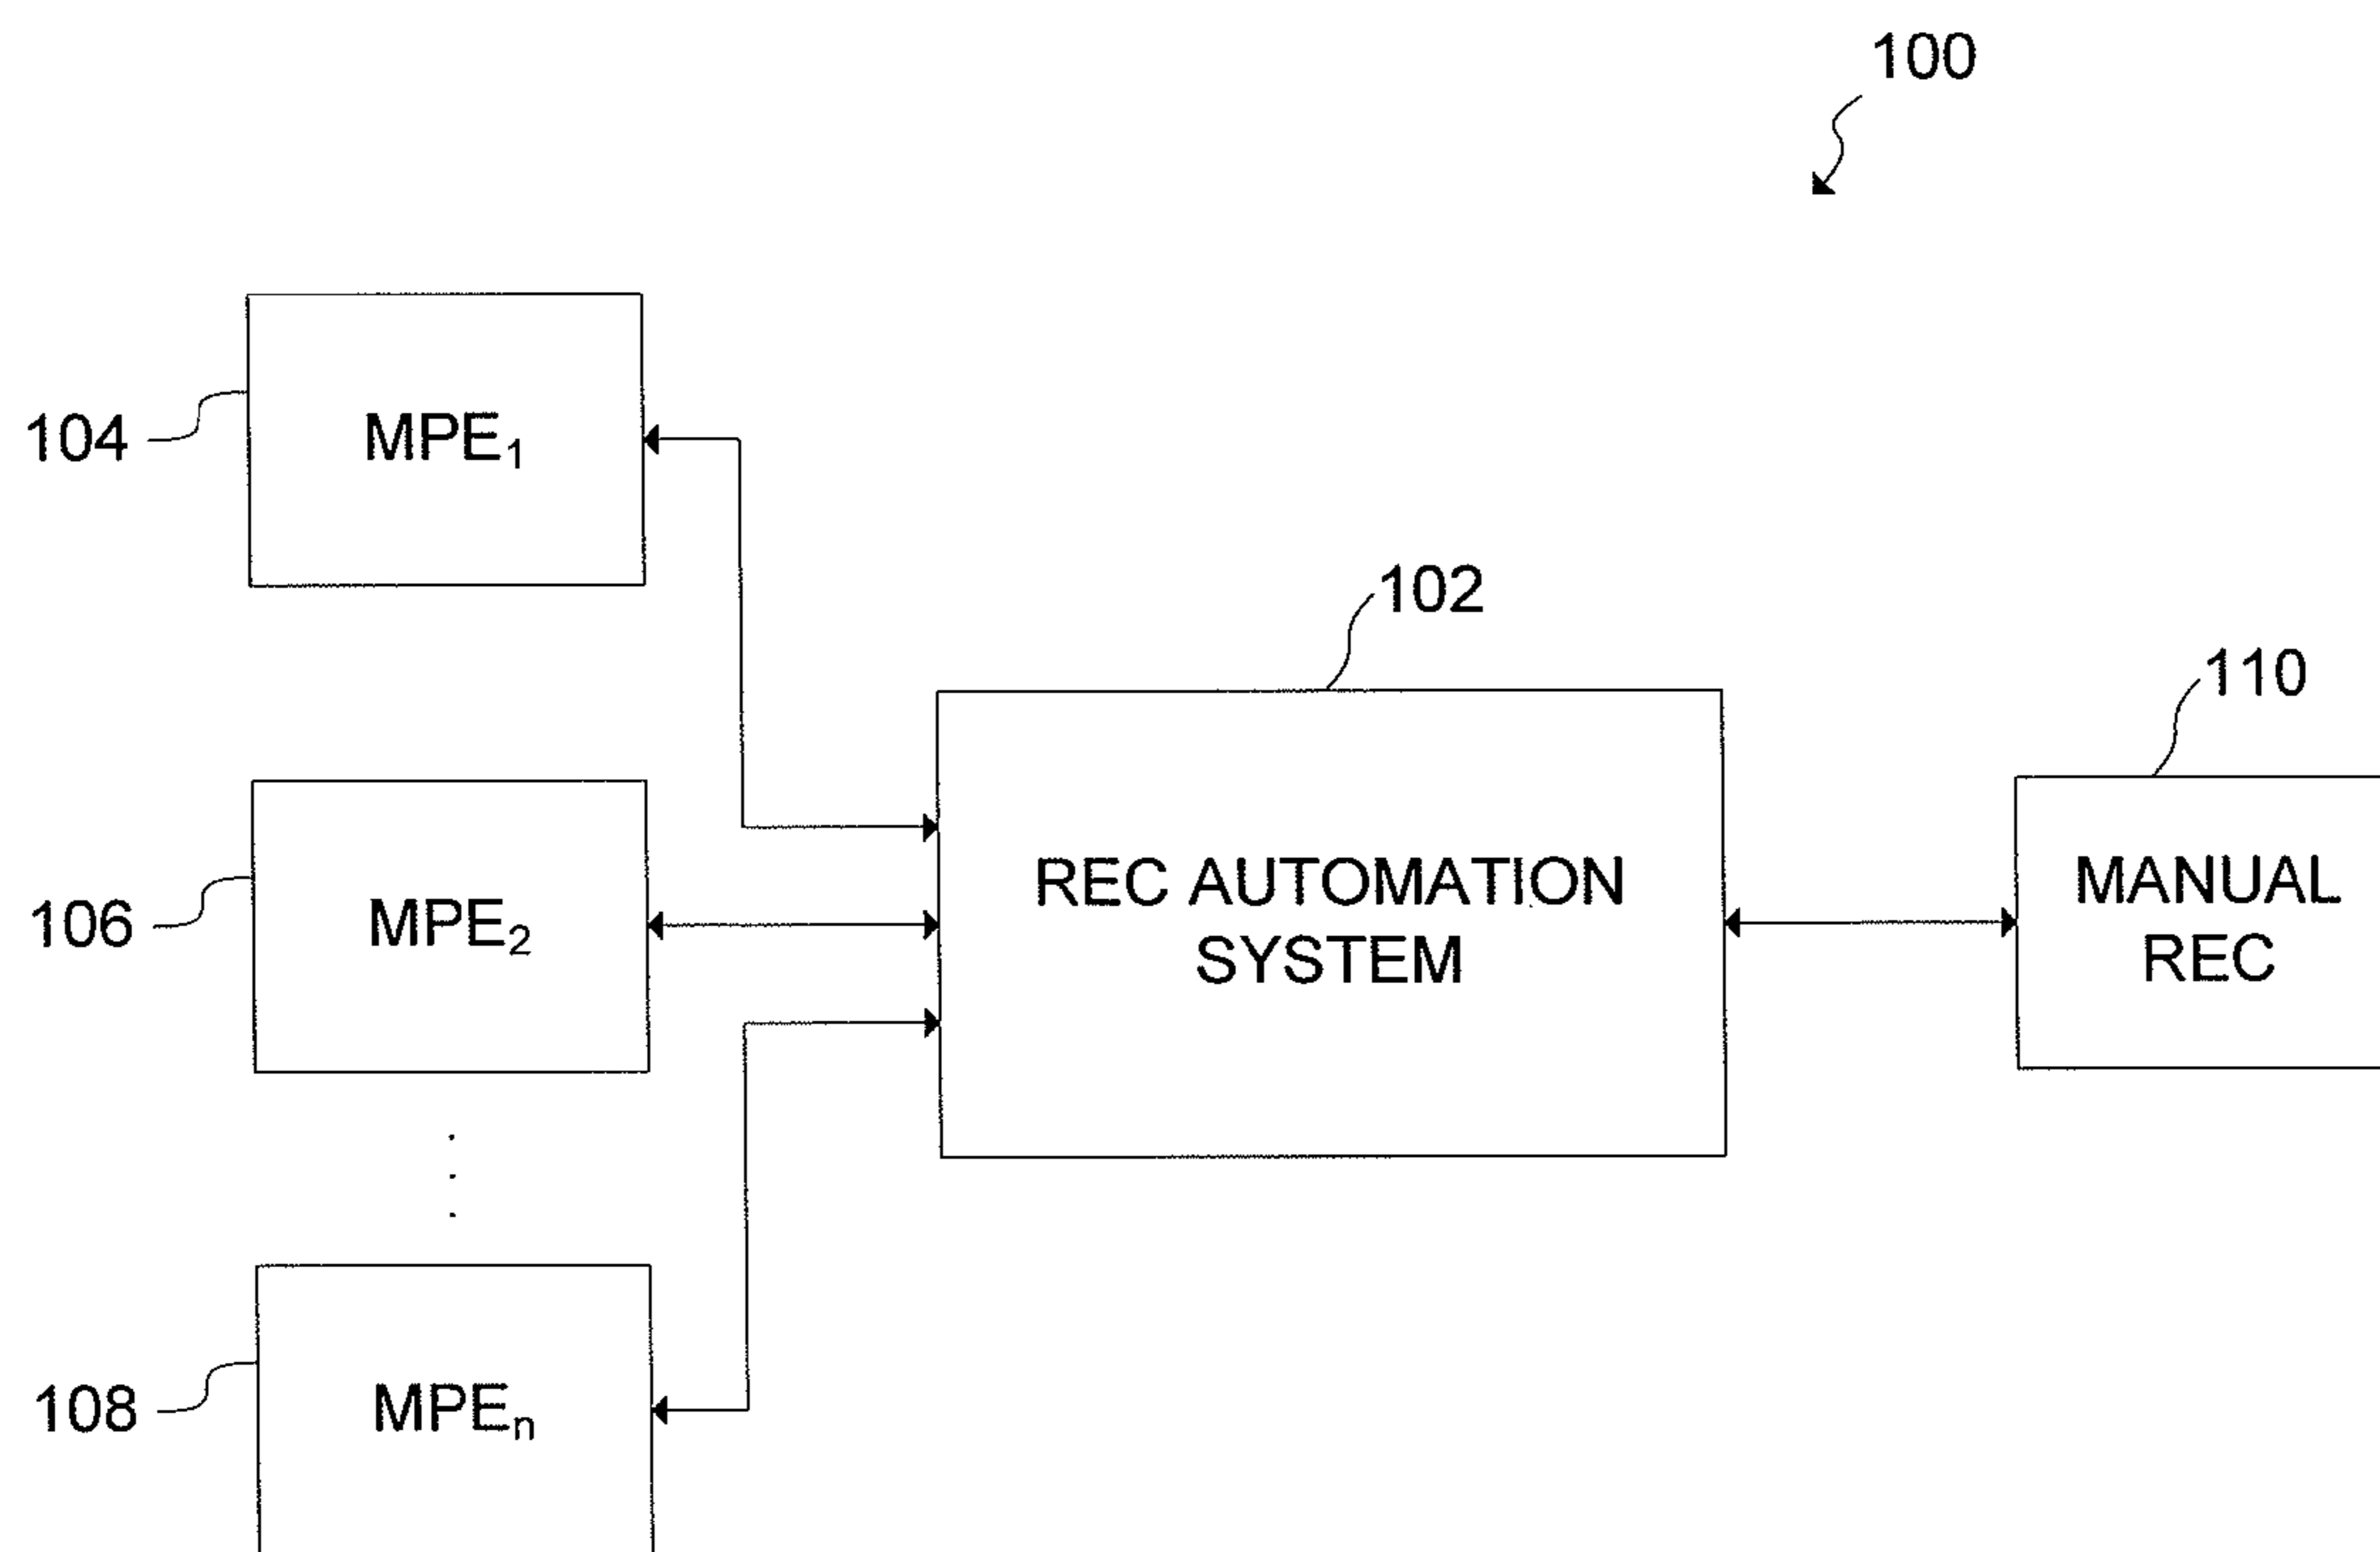 100
104
MPE₁
102
110
106
MPE₂
REC AUTOMATION
SYSTEM
MANUAL
REC
108
MPEₙ